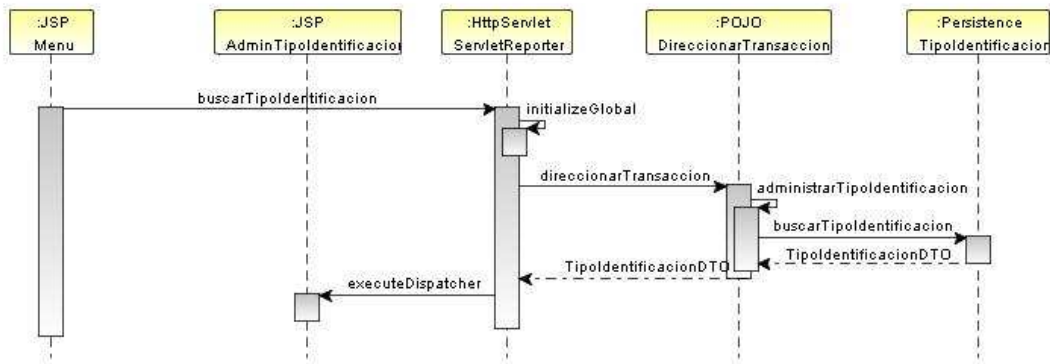 :JSP
Menu
:JSP
AdminTipoIdentificacion
:HttpServlet
ServletReporter
:POJO
DireccionarTransaccion
:Persistence
TipoIdentificacion
buscarTipoIdentificacion
initializeGlobal
direccionarTransaccion
administrarTipoIdentificacion
buscarTipoIdentificacion
TipoIdentificacionDTO
TipoIdentificacionDTO
executeDispatcher